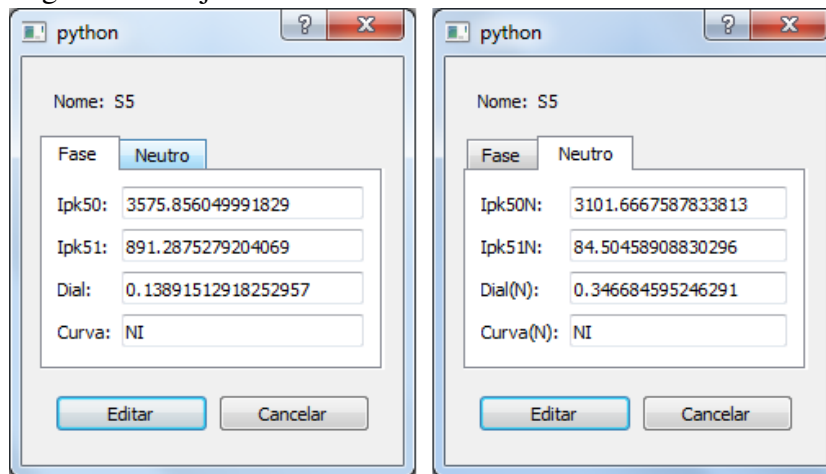 python
Nome: S5
Fase Neutro
Ipk50: 3575.856049991829
Ipk51: 891.2875279204069
Dial: 0.13891512918252957
Curva: NI
Editar Cancelar
python
Nome: S5
Fase Neutro
Ipk50N: 3101.6667587833813
Ipk51N: 84.50458908830296
Dial(N): 0.346684595246291
Curva(N): NI
Editar Cancelar